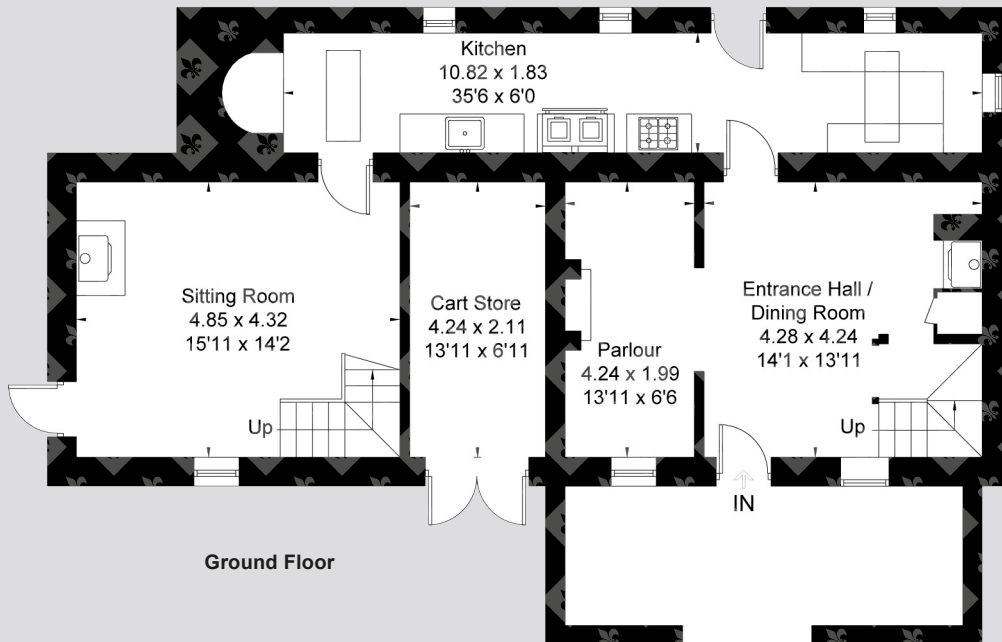 Kitchen
10.82 x 1.83
35'6 x 6'0
Sitting Room
4.85 x 4.32
15'11 x 14'2
Up
Cart Store
4.24 x 2.11
13'11 x 6'11
Parlour
4.24 x 1.99
13'11 x 6'6
Entrance Hall /
Dining Room
4.28 x 4.24
14'1 x 13'11
Up
IN
Ground Floor